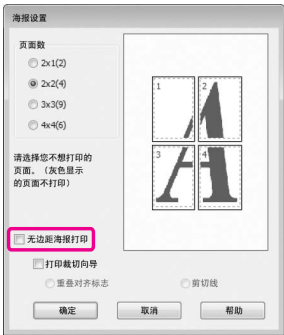 海报设置
页面数
2x1(2)
2x2(4)
3x3(9)
4x4(6)
请选择您不想打印的
页面。（灰色显示
的页面不打印）
1 2
3 4
无边距海报打印
打印裁切向导
重叠对齐标志 剪切线
确定 取消 帮助